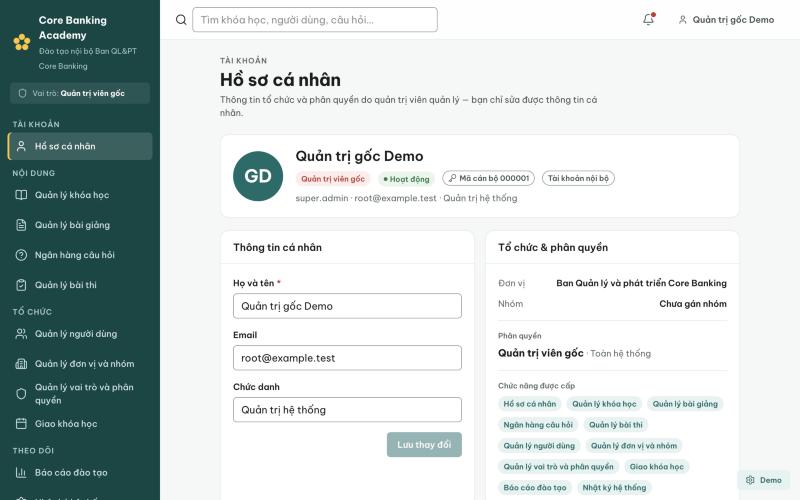 Core Banking
Academy
Đào tạo nội bộ Ban QL&PT
Core Banking
Vai trò: Quản trị viên gốc
TÀI KHOẢN
Hồ sơ cá nhân
NỘI DUNG
Quản lý khóa học
Quản lý bài giảng
Ngân hàng câu hỏi
Quản lý bài thi
TỔ CHỨC
Quản lý người dùng
Quản lý đơn vị và nhóm
Quản lý vai trò và phân
quyền
Giao khóa học
THEO DÕI
Báo cáo đào tạo
Tìm khóa học, người dùng, câu hỏi…
Quản trị gốc Demo
TÀI KHOẢN
Hồ sơ cá nhân
Thông tin tổ chức và phân quyền do quản trị viên quản lý — bạn chỉ sửa được thông tin cá
nhân.
GD
Quản trị gốc Demo
Quản trị viên gốc
Hoạt động
Mã cán bộ 000001
Tài khoản nội bộ
super.admin · root@example.test · Quản trị hệ thống
Thông tin cá nhân
Họ và tên *
Quản trị gốc Demo
Email
root@example.test
Chức danh
Quản trị hệ thống
Lưu thay đổi
Tổ chức & phân quyền
Đơn vị Ban Quản lý và phát triển Core Banking
Nhóm Chưa gán nhóm
Phân quyền
Quản trị viên gốc · Toàn hệ thống
Chức năng được cấp
Hồ sơ cá nhân Quản lý khóa học Quản lý bài giảng
Ngân hàng câu hỏi Quản lý bài thi
Quản lý người dùng Quản lý đơn vị và nhóm
Quản lý vai trò và phân quyền Giao khóa học
Báo cáo đào tạo Nhật ký hệ thống
Demo